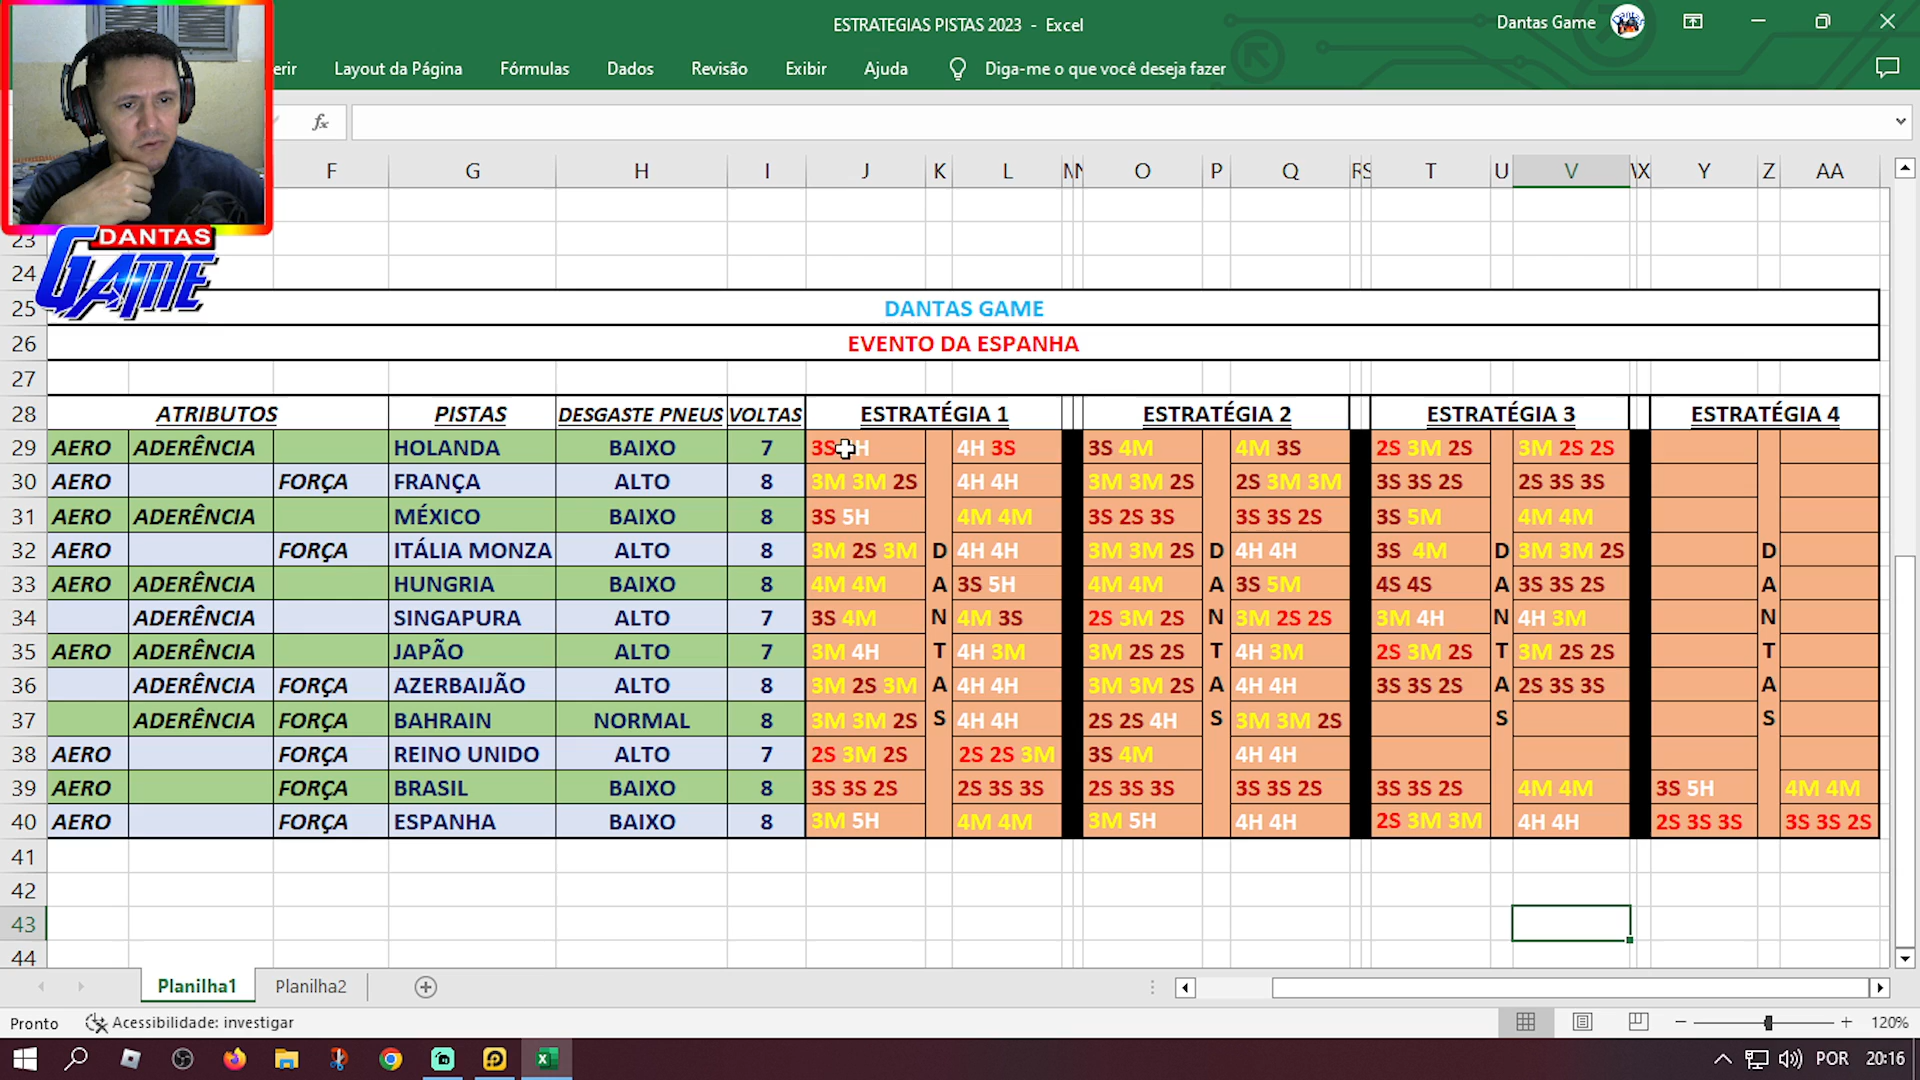 ESTRATEGIAS PISTAS 2023 - Excel
Dantas Game
erir Layout da Página Fórmulas Dados Revisão Exibir Ajuda Diga-me o que você deseja fazer
fx
F G H I J K L M N O P Q R S T U V X Y Z AA
DANTAS
GAME
23
24
25 DANTAS GAME
26 EVENTO DA ESPANHA
27
28 ATRIBUTOS PISTAS DESGASTE PNEUS VOLTAS ESTRATÉGIA 1 ESTRATÉGIA 2 ESTRATÉGIA 3 ESTRATÉGIA 4
29 AERO ADERÊNCIA HOLANDA BAIXO 7 3S H 4H 3S 3S 4M 4M 3S 2S 3M 2S 3M 2S 2S
30 AERO FORÇA FRANÇA ALTO 8 3M 3M 2S 4H 4H 3M 3M 2S 2S 3M 3M 3S 3S 2S 2S 3S 3S
31 AERO ADERÊNCIA MÉXICO BAIXO 8 3S 5H 4M 4M 3S 2S 3S 3S 3S 2S 3S 5M 4M 4M
32 AERO FORÇA ITÁLIA MONZA ALTO 8 3M 2S 3M D 4H 4H 3M 3M 2S D 4H 4H 3S 4M D 3M 3M 2S D
33 AERO ADERÊNCIA HUNGRIA BAIXO 8 4M 4M A 3S 5H 4M 4M A 3S 5M 4S 4S A 3S 3S 2S A
34 ADERÊNCIA SINGAPURA ALTO 7 3S 4M N 4M 3S 2S 3M 2S N 3M 2S 2S 3M 4H N 4H 3M N
35 AERO ADERÊNCIA JAPÃO ALTO 7 3M 4H T 4H 3M 3M 2S 2S T 4H 3M 2S 3M 2S T 3M 2S 2S T
36 ADERÊNCIA FORÇA AZERBAIJÃO ALTO 8 3M 2S 3M A 4H 4H 3M 3M 2S A 4H 4H 3S 3S 2S A 2S 3S 3S A
37 ADERÊNCIA FORÇA BAHRAIN NORMAL 8 3M 3M 2S S 4H 4H 2S 2S 4H S 3M 3M 2S S S
38 AERO FORÇA REINO UNIDO ALTO 7 2S 3M 2S 2S 2S 3M 3S 4M 4H 4H
39 AERO FORÇA BRASIL BAIXO 8 3S 3S 2S 2S 3S 3S 2S 3S 3S 3S 3S 2S 3S 3S 2S 4M 4M 3S 5H 4M 4M
40 AERO FORÇA ESPANHA BAIXO 8 3M 5H 4M 4M 3M 5H 4H 4H 2S 3M 3M 4H 4H 2S 3S 3S 3S 3S 2S
41
42
43
44
Planilha1 Planilha2
Pronto Acessibilidade: investigar 120%
POR 20:16